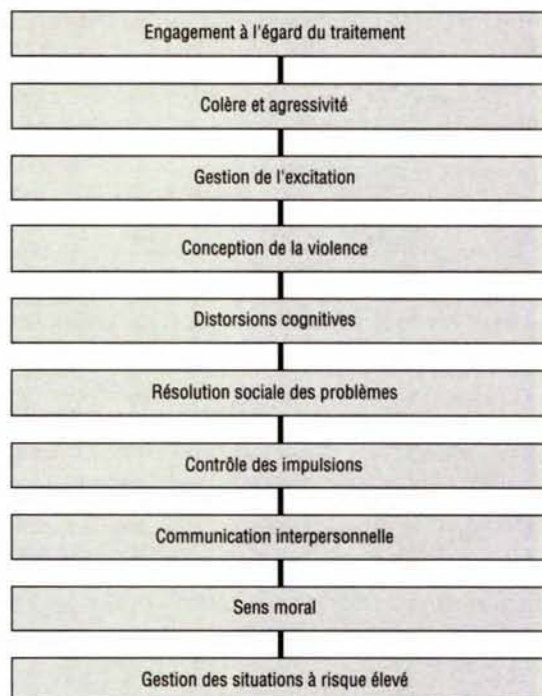 Engagement à l'égard du traitement
Colère et agressivité
Gestion de l'excitation
Conception de la violence
Distorsions cognitives
Résolution sociale des problèmes
Contrôle des impulsions
Communication interpersonnelle
Sens moral
Gestion des situations à risque élevé